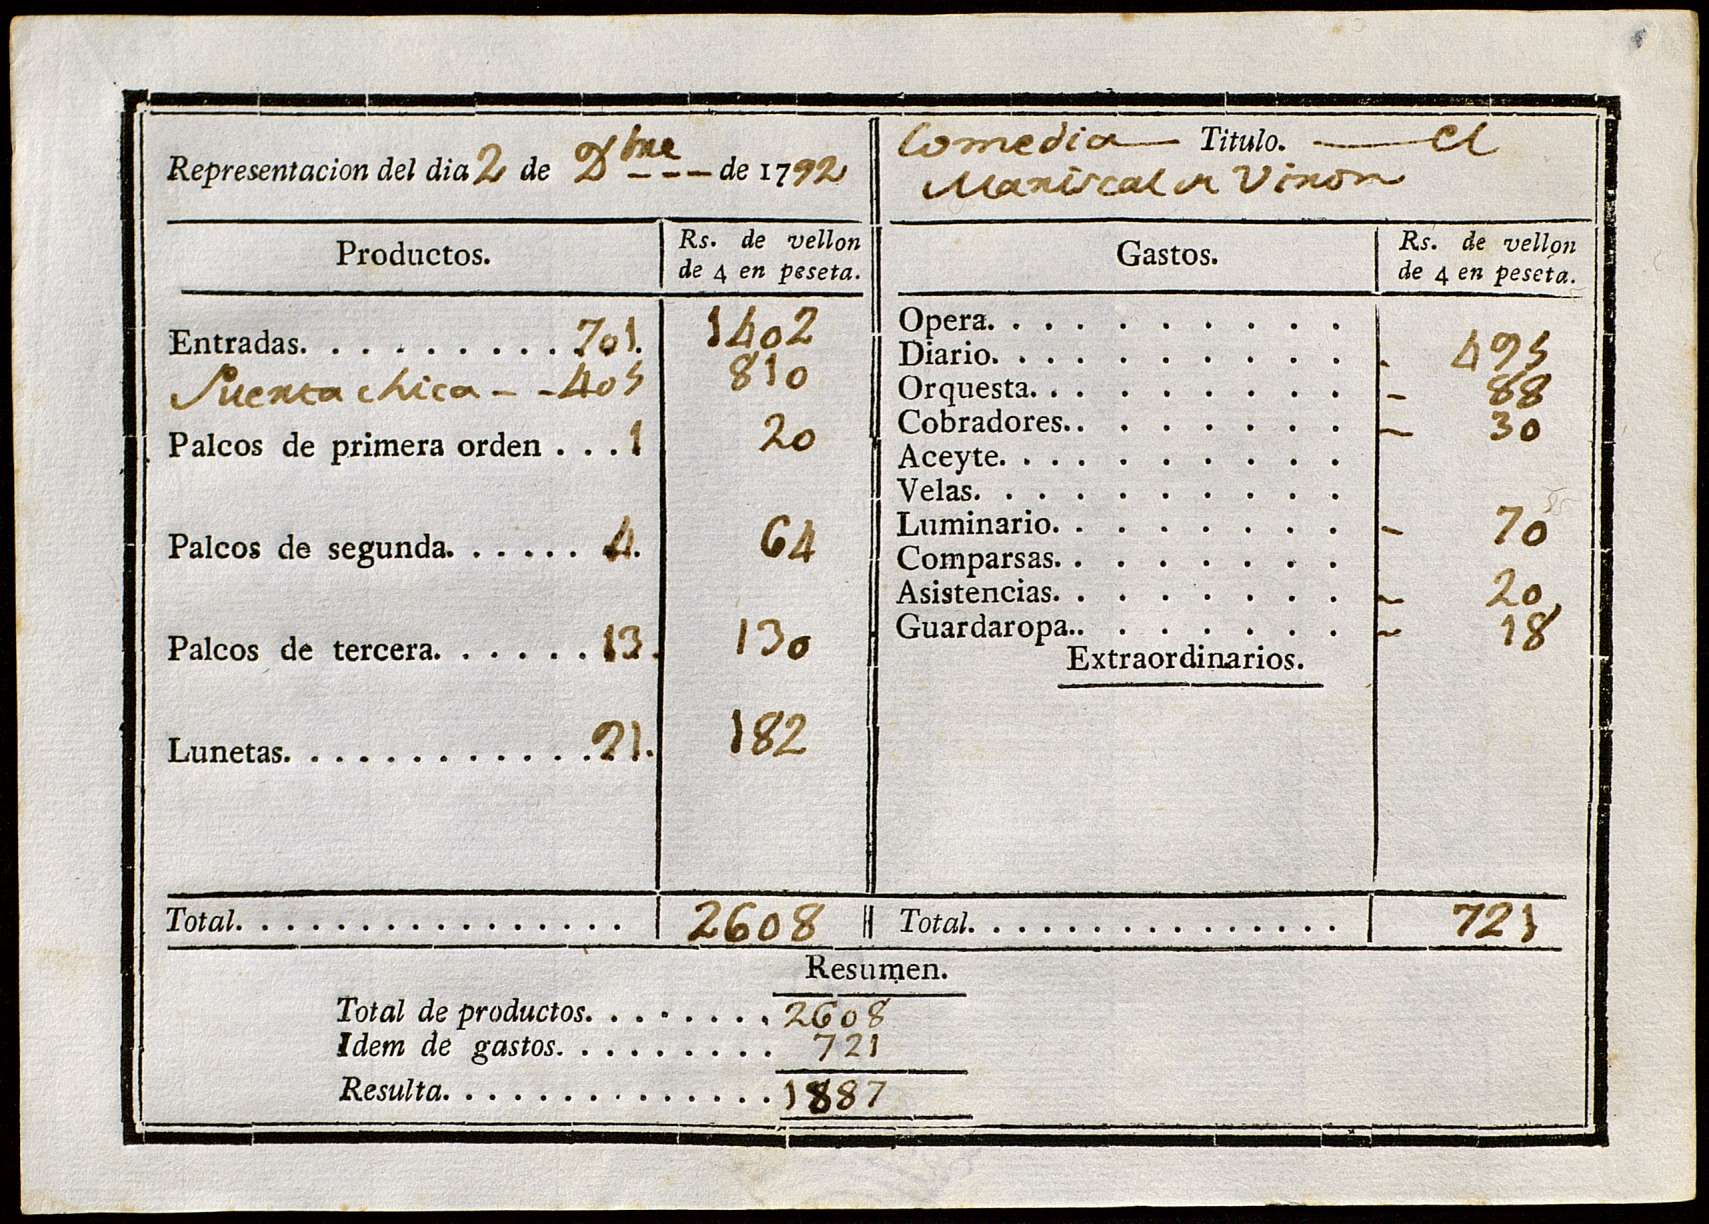 Representacion del dia 2 de Dbre --- de 1792
Productos. Rs. de vellon
de 4 en peseta.
Entradas. . . . . . . . . . 701. 1402
Puerta chica - - 405 810
Palcos de primera orden . . . 1 20
Palcos de segunda. . . . . . 4. 64
Palcos de tercera. . . . . . 13. 130
Lunetas. . . . . . . . . . . . 91. 182
Total. . . . . . . . . . . . . . . . 2608
Comedia — Titulo. — el
Mariscal de Viron
Gastos. Rs. de vellon
de 4 en peseta.
Opera. . . . . . . . . . .
Diario. . . . . . . . . . . . 495
Orquesta. . . . . . . . . . - 88
Cobradores.. . . . . . . - 30
Aceyte. . . . . . . . . . .
Velas. . . . . . . . . . .
Luminario. . . . . . . . - 70
Comparsas. . . . . . . .
Asistencias. . . . . . . . - 20
Guardaropa.. . . . . . . - 18
Extraordinarios.
Total. . . . . . . . . . . . . . . . 721
Resumen.
Total de productos. . . . . . . . 2608
Idem de gastos. . . . . . . . . . 721
Resulta. . . . . . . . . . . . . . . 1887